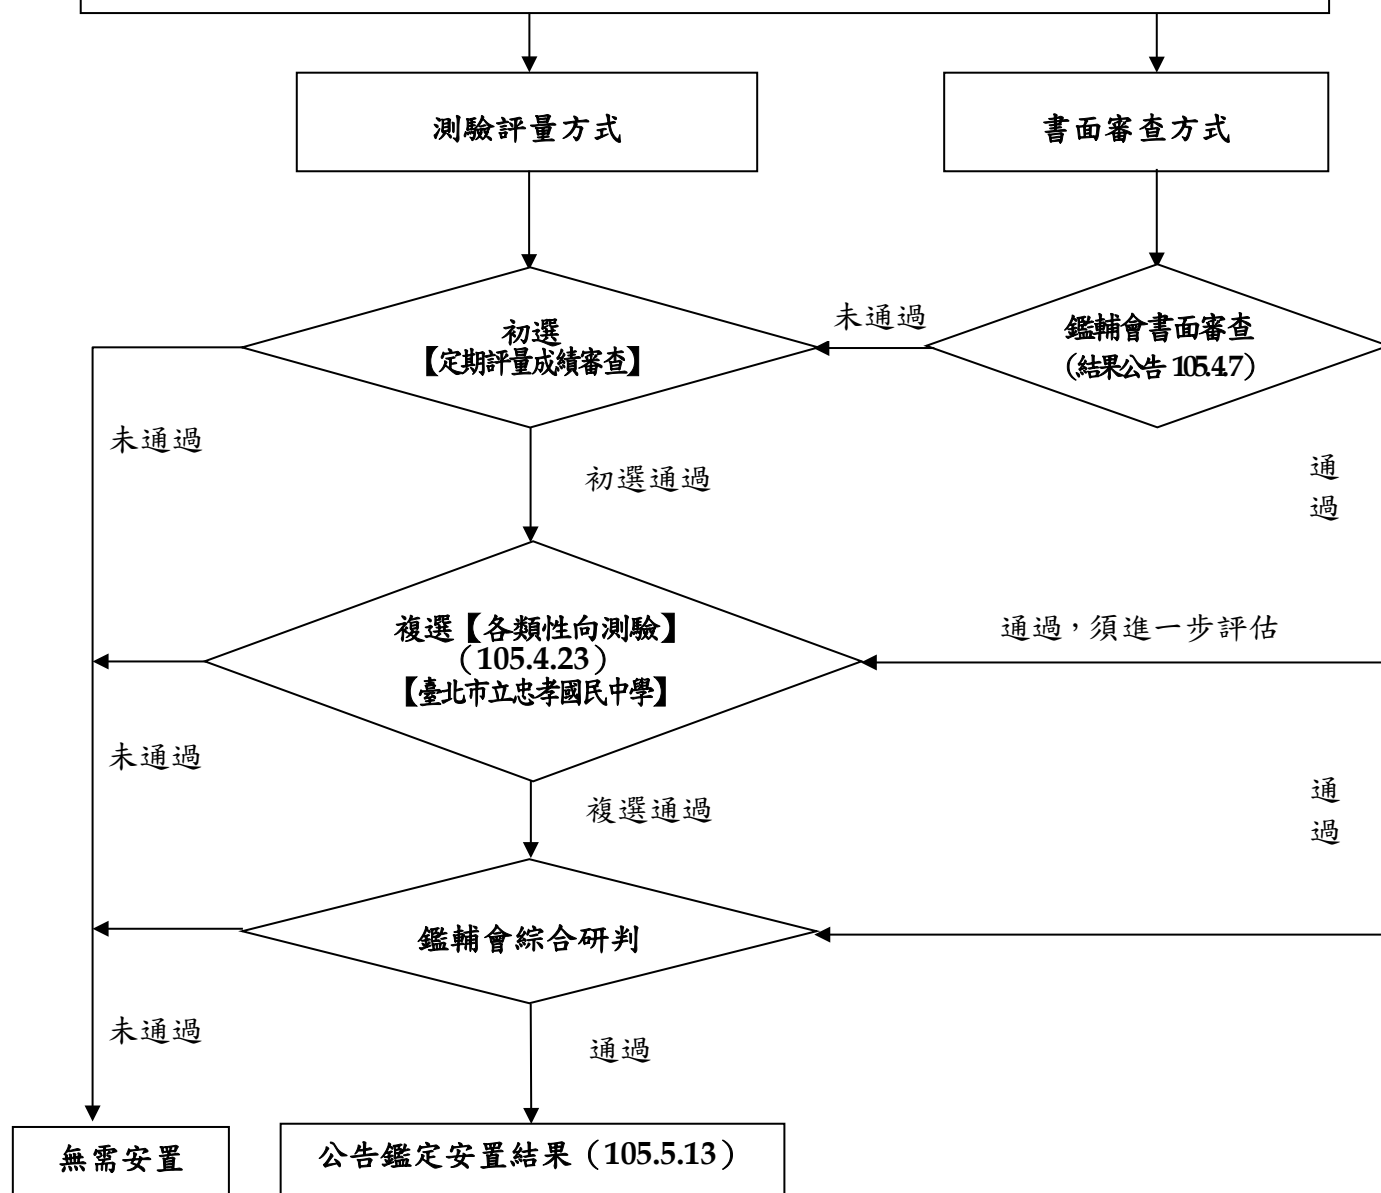 測驗評量方式
書面審查方式
初選
【定期評量成績審查】
未通過
鑑輔會書面審查
（結果公告 105.4.7）
未通過
初選通過
通
過
複選【各類性向測驗】
（105.4.23）
【臺北市立忠孝國民中學】
通過，須進一步評估
未通過
複選通過
通
過
鑑輔會綜合研判
未通過
通過
無需安置
公告鑑定安置結果（105.5.13）